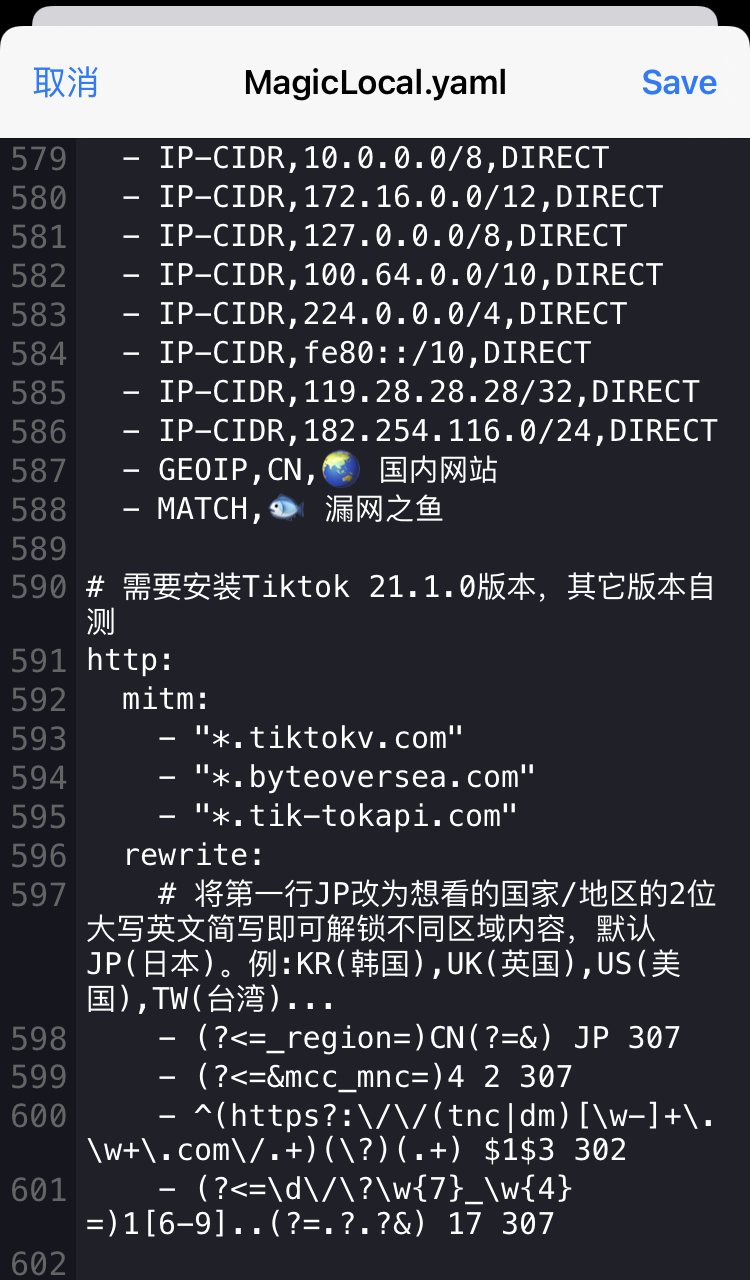 取消 MagicLocal.yaml Save
579 - IP-CIDR,10.0.0.0/8,DIRECT
580 - IP-CIDR,172.16.0.0/12,DIRECT
581 - IP-CIDR,127.0.0.0/8,DIRECT
582 - IP-CIDR,100.64.0.0/10,DIRECT
583 - IP-CIDR,224.0.0.0/4,DIRECT
584 - IP-CIDR,fe80::/10,DIRECT
585 - IP-CIDR,119.28.28.28/32,DIRECT
586 - IP-CIDR,182.254.116.0/24,DIRECT
587 - GEOIP,CN,🌏 国内网站
588 - MATCH,🐟 漏网之鱼
589
590 # 需要安装Tiktok 21.1.0版本，其它版本自
测
591 http:
592 mitm:
593 - "*.tiktokv.com"
594 - "*.byteoversea.com"
595 - "*.tik-tokapi.com"
596 rewrite:
597 # 将第一行JP改为想看的国家/地区的2位
大写英文简写即可解锁不同区域内容，默认
JP(日本)。例:KR(韩国),UK(英国),US(美
国),TW(台湾)...
598 - (?<=_region=)CN(?=&) JP 307
599 - (?<=&mcc_mnc=)4 2 307
600 - ^(https?:\/\/(tnc|dm)[\w-]+\.
\w+\.com\/.+)(\?)(.+) $1$3 302
601 - (?<=\d\/\?\w{7}_\w{4}
=)1[6-9]..(?=.?.?&) 17 307
602